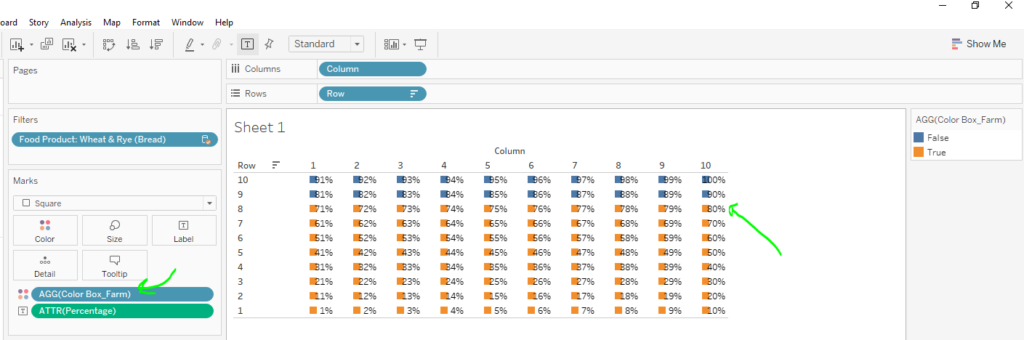 oard Story Analysis Map Format Window Help
Standard Show Me
Pages
Columns Column
Rows Row
Filters
Food Product: Wheat & Rye (Bread)
Sheet 1
AGG(Color Box_Farm)
False
True
Marks
Square
Color Size Label
Detail Tooltip
AGG(Color Box_Farm)
ATTR(Percentage)
Column
Row 1 2 3 4 5 6 7 8 9 10
10 91% 92% 93% 94% 95% 96% 97% 98% 99% 100%
9 81% 82% 83% 84% 85% 86% 87% 88% 89% 90%
8 71% 72% 73% 74% 75% 76% 77% 78% 79% 80%
7 61% 62% 63% 64% 65% 66% 67% 68% 69% 70%
6 51% 52% 53% 54% 55% 56% 57% 58% 59% 60%
5 41% 42% 43% 44% 45% 46% 47% 48% 49% 50%
4 31% 32% 33% 34% 35% 36% 37% 38% 39% 40%
3 21% 22% 23% 24% 25% 26% 27% 28% 29% 30%
2 11% 12% 13% 14% 15% 16% 17% 18% 19% 20%
1 1% 2% 3% 4% 5% 6% 7% 8% 9% 10%